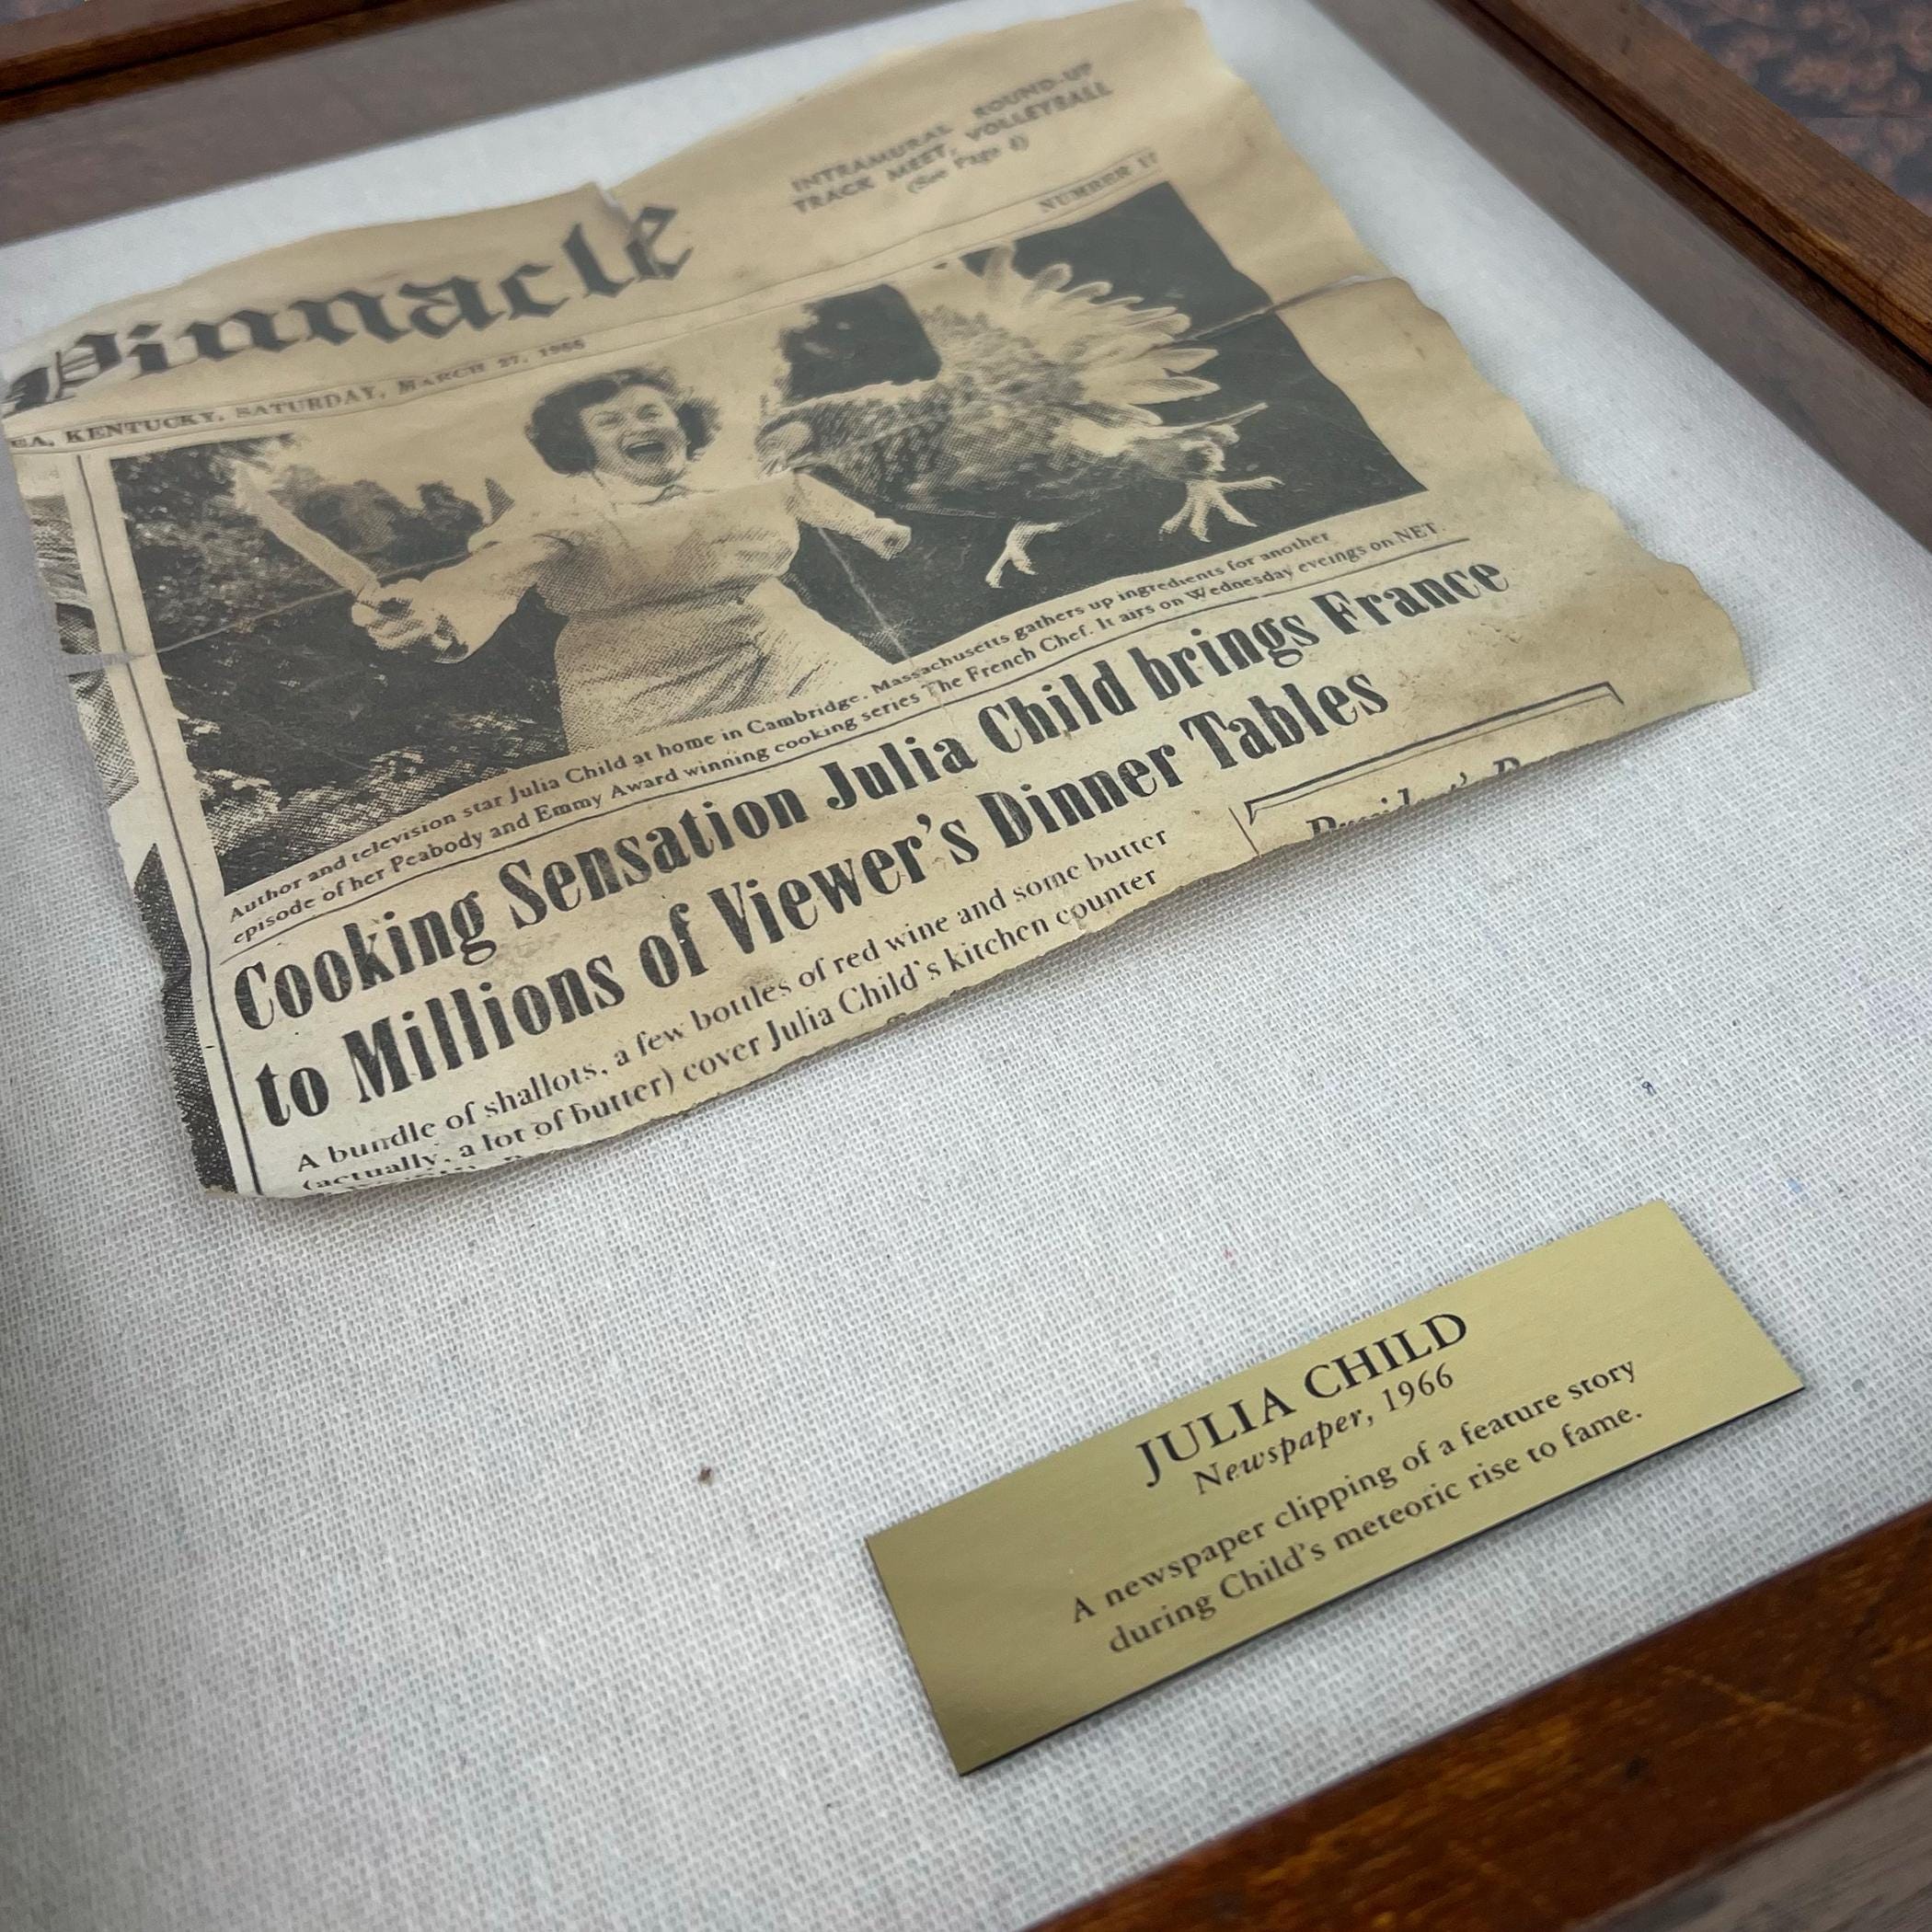 INTRAMURAL ROUND-UP
TRACK MEET, VOLLEYBALL
(See Page 4)
Pinnacle
EA, KENTUCKY, SATURDAY, MARCH 27, 1966
NUMBER 17
Author and television star Julia Child at home in Cambridge, Massachusetts gathers up ingredients for another
episode of her Peabody and Emmy Award winning cooking series The French Chef. It airs on Wednesday eveings on NET.
Cooking Sensation Julia Child brings France
to Millions of Viewer's Dinner Tables
A bundle of shallots, a few bottles of red wine and some butter
(actually, a lot of butter) cover Julia Child's kitchen counter
JULIA CHILD
Newspaper, 1966
A newspaper clipping of a feature story
during Child's meteoric rise to fame.